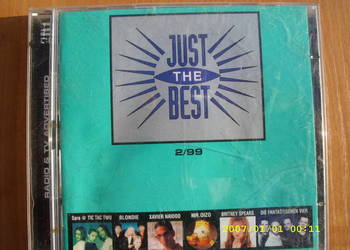 JUST
THE
BEST
2/99
RADIO & TV ADVERTISED
Sara @ TIC TAC TWO
BLONDIE
XAVIER NAIDOO
MR. OIZO
BRITNEY SPEARS
DIE FANTASTISCHEN VIER
2007/01/01 00:11